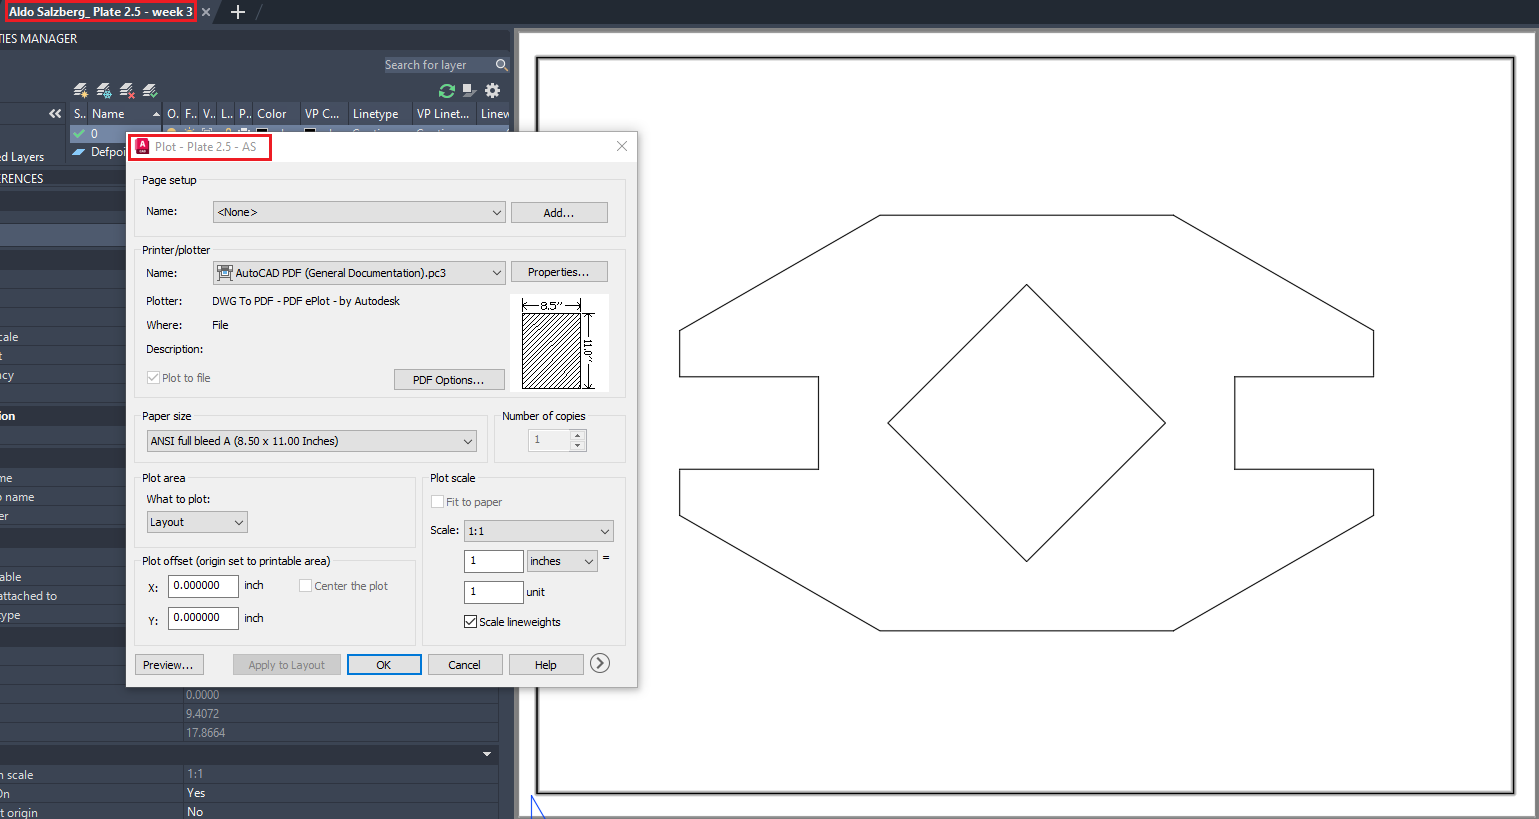 Aldo Salzberg_ Plate 2.5 - week 3
TIES MANAGER
Search for layer
S.. Name O. F.. V.. L.. P.. Color VP C... Linetype VP Linet... Linew
0
ed Layers
Defpoi
RENCES
Plot - Plate 2.5 - AS
Page setup
Name: <None> Add...
Printer/plotter
Name: AutoCAD PDF (General Documentation).pc3 Properties...
Plotter: DWG To PDF - PDF ePlot - by Autodesk
Where: File
Description:
Plot to file
PDF Options...
8.5''
11.0''
Paper size
ANSI full bleed A (8.50 x 11.00 Inches)
Number of copies
1
Plot area
What to plot:
Layout
Plot scale
Fit to paper
Scale: 1:1
1 inches =
1 unit
Scale lineweights
Plot offset (origin set to printable area)
X: 0.000000 inch Center the plot
Y: 0.000000 inch
Preview... Apply to Layout OK Cancel Help
cale
t
cy
ion
me
o name
er
able
attached to
type
0.0000
9.4072
17.8664
n scale 1:1
On Yes
t origin No